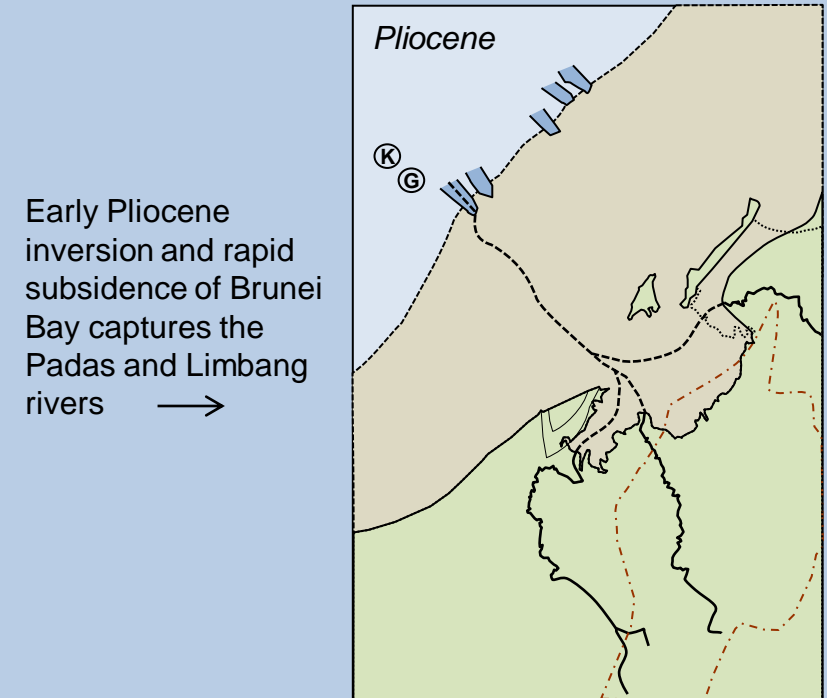 Pliocene
K
G
Early Pliocene
inversion and rapid
subsidence of Brunei
Bay captures the
Padas and Limbang
rivers →